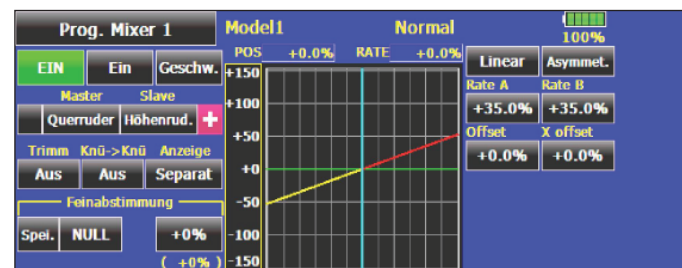 Prog. Mixer 1 Model1 Normal 100%
POS +0.0% RATE +0.0%
EIN Ein Geschw. Linear Asymmet.
Master Slave Rate A Rate B
Querruder Höhenrud. + +35.0% +35.0%
Trimm Knü->Knü Anzeige Offset X offset
Aus Aus Separat +0.0% +0.0%
Feinabstimmung
Spei. NULL +0%
( +0% )
+150
+100
+50
+0
-50
-100
-150